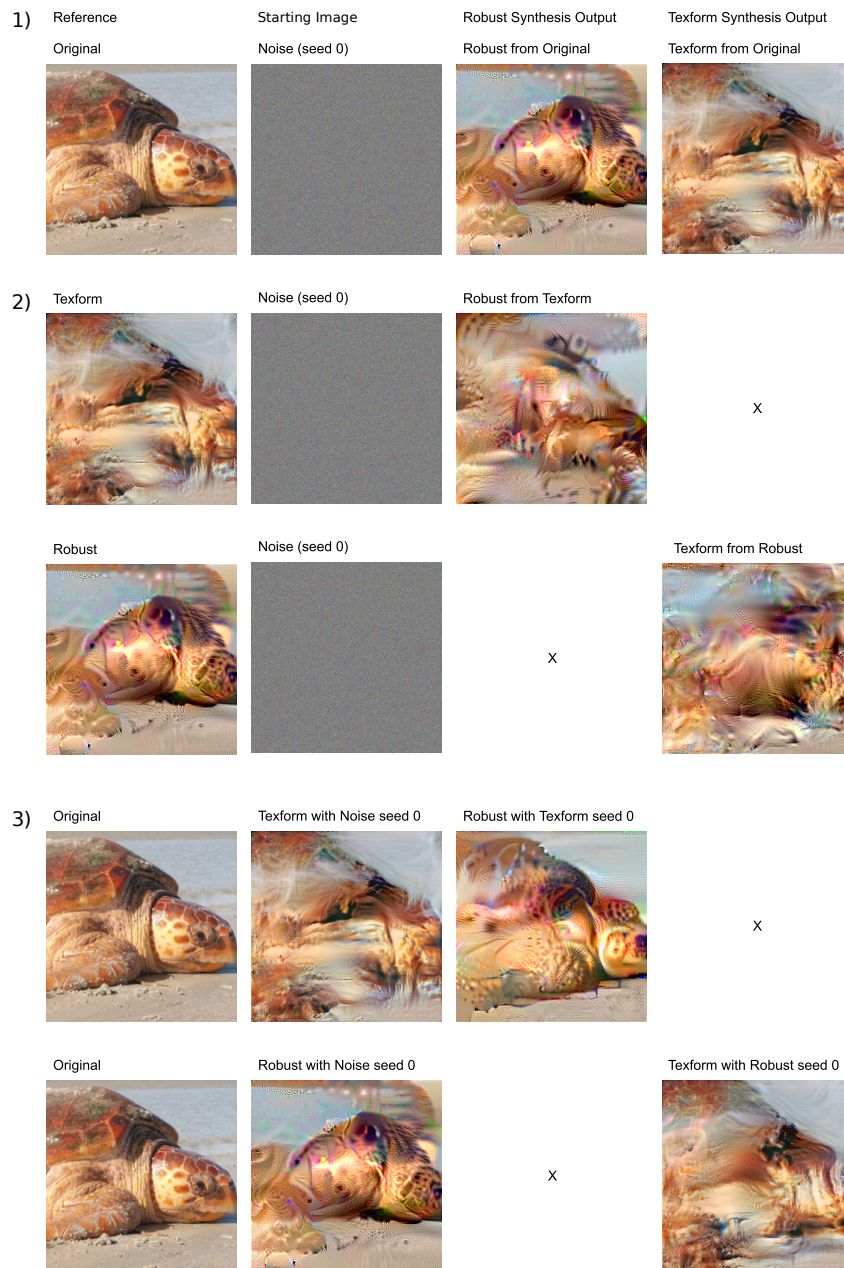 1) Reference Starting Image Robust Synthesis Output Texform Synthesis Output
Original Noise (seed 0) Robust from Original Texform from Original
2) Texform Noise (seed 0) Robust from Texform
X
Robust Noise (seed 0) Texform from Robust
X
3) Original Texform with Noise seed 0 Robust with Texform seed 0
X
Original Robust with Noise seed 0 Texform with Robust seed 0
X